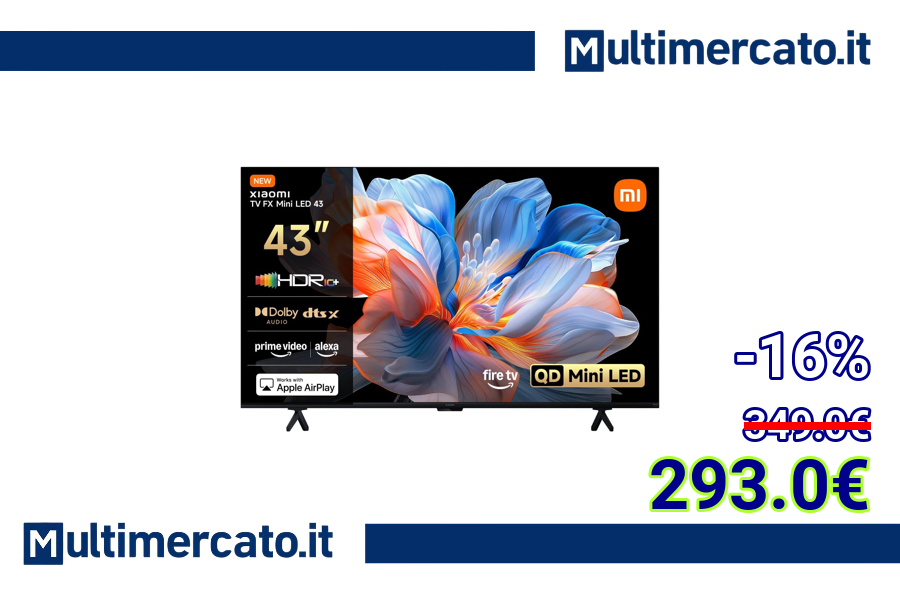 Multimercato.it
NEW
xiaomi
TV FX Mini LED 43
43"
HDR10+
Dolby AUDIO dts x
prime video | alexa
Works with Apple AirPlay
mi
fire tv
QD Mini LED
-16%
349.0€
293.0€
Multimercato.it